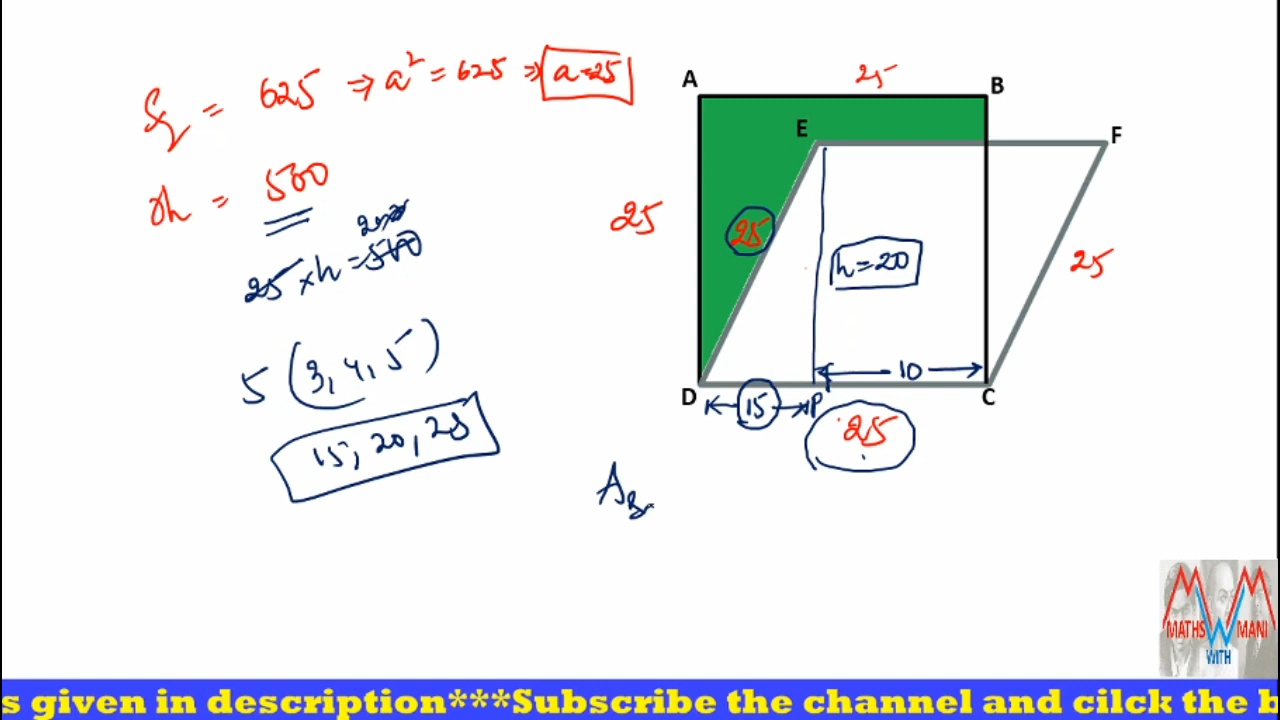 Sq = 625 ⇒ a² = 625 ⇒ a=25
Rh = 500
20
25 × h = 500
5 (3, 4, 5)
15, 20, 25
A
25
B
E
F
25
25
h=20
25
10
D
15
P
C
25
MATHS
WITH
MANI
s given in description***Subscribe the channel and cilck the b